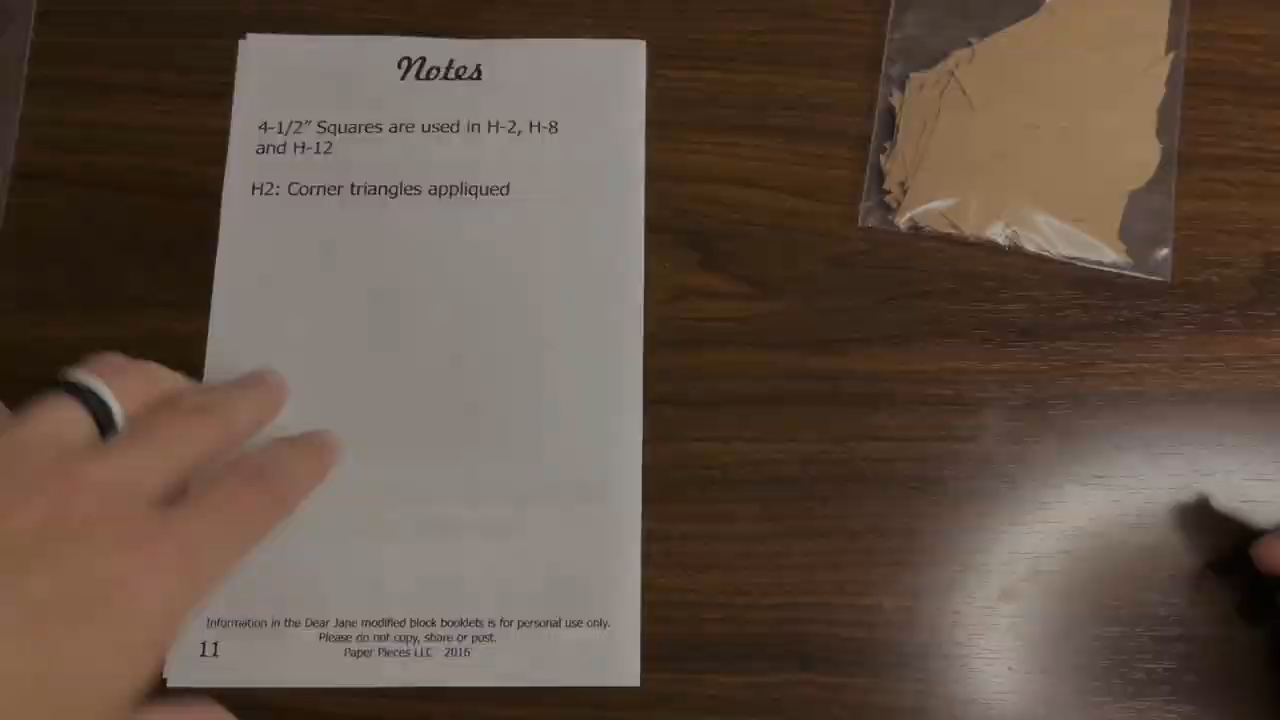 Notes
4-1/2" Squares are used in H-2, H-8
and H-12
H2: Corner triangles appliqued
Information in the Dear Jane modified block booklets is for personal use only.
Please do not copy, share or post.
11 Paper Pieces LLC 2016